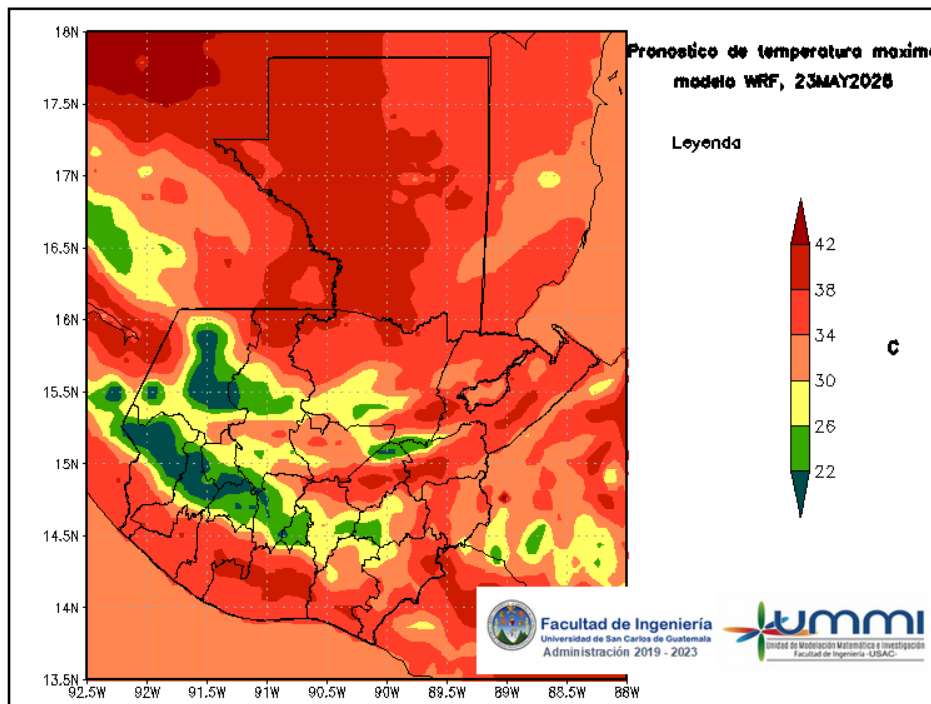 Pronostico de temperatura maxim
modelo WRF, 23MAY2026
Leyenda
42
38
34
30
26
22
C
18N
17.5N
17N
16.5N
16N
15.5N
15N
14.5N
14N
13.5N
92.5W 92W 91.5W 91W 90.5W 90W 89.5W 89W 88.5W 88W
Facultad de Ingeniería
Universidad de San Carlos de Guatemala
Administración 2019 - 2023
UMMI
Unidad de Modelación Matemática e Investigación
Facultad de Ingeniería -USAC-